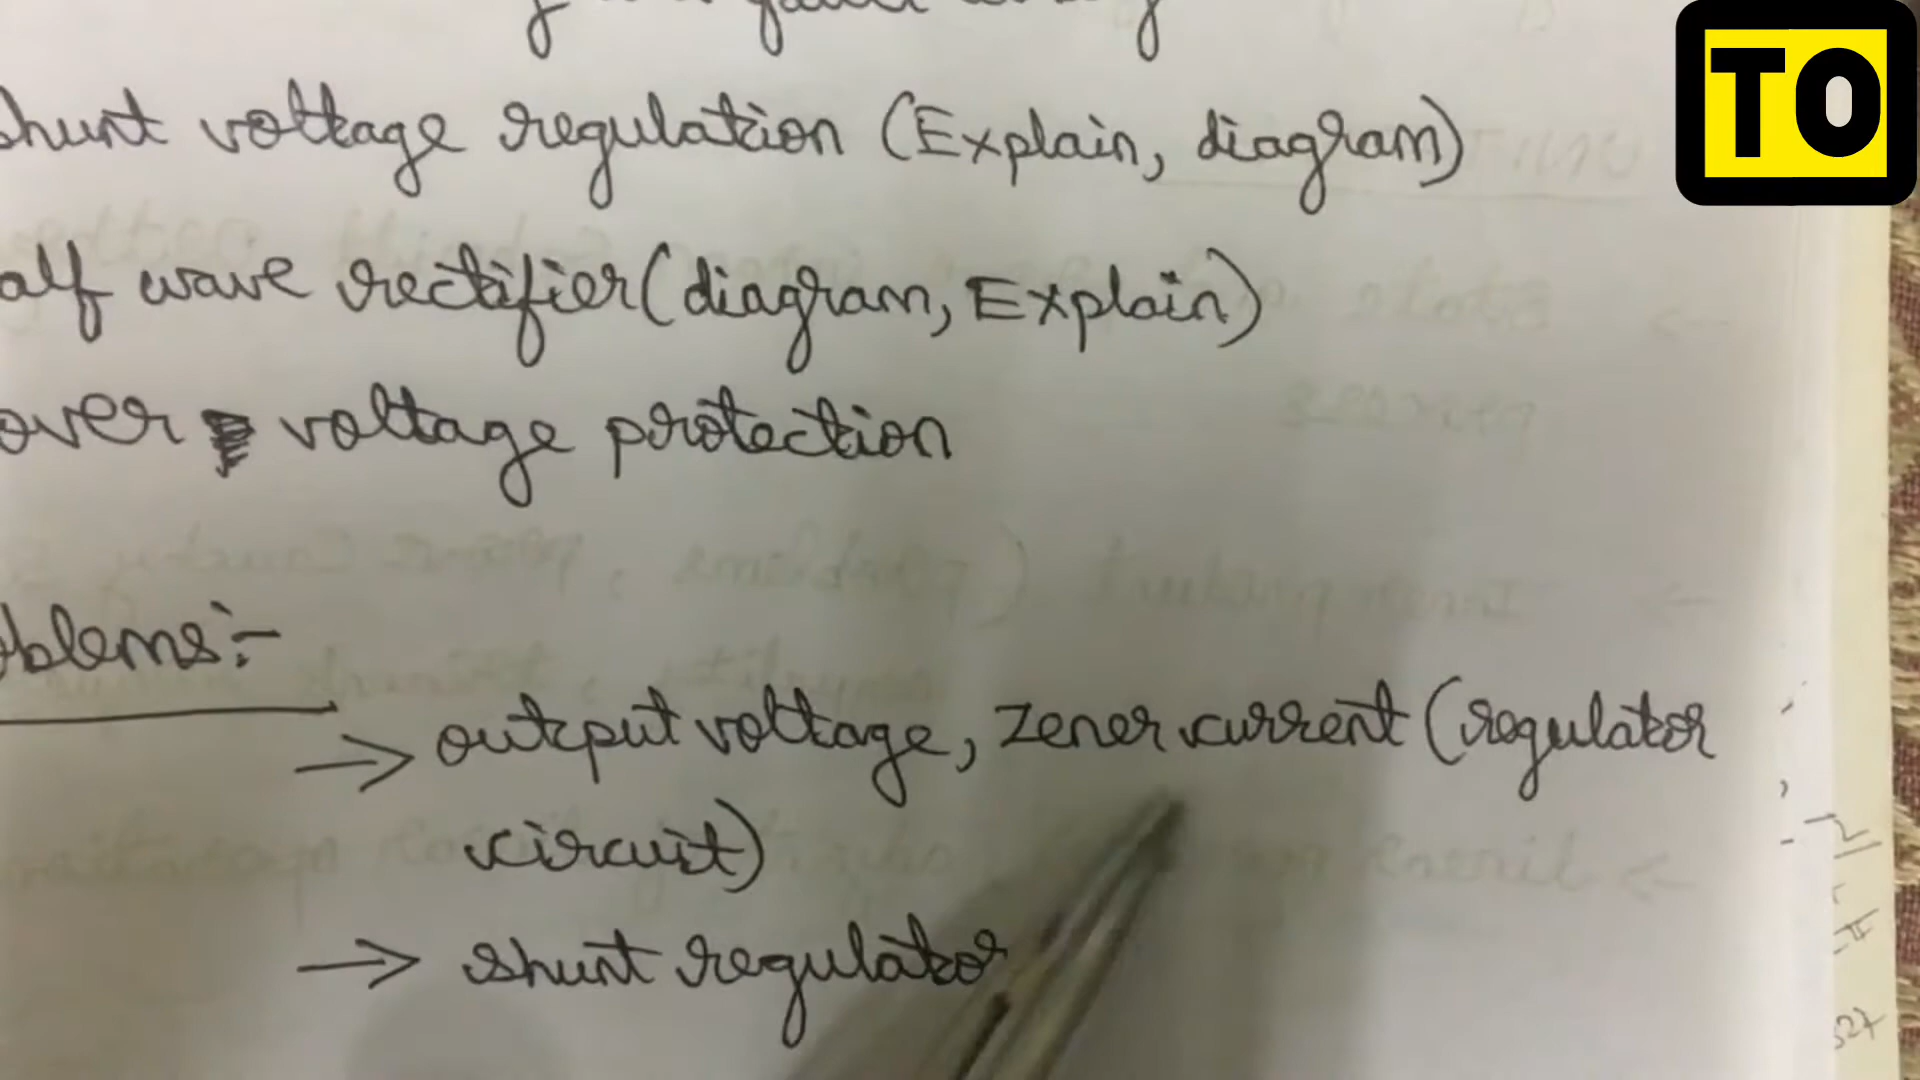 TO
shunt voltage regulation (Explain, diagram)
alf wave rectifier (diagram, Explain)
over voltage protection
oblems:-
→ output voltage, zener current (regulator
circuit)
→ shunt regulator